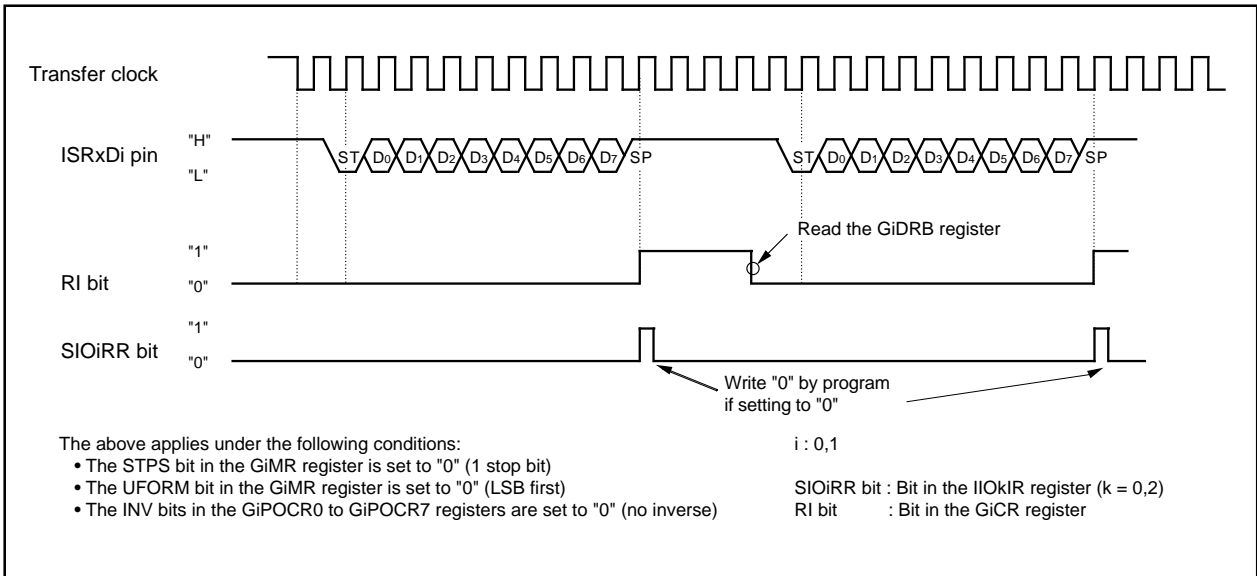 Transfer clock
"H"
ISRxDi pin
"L"
ST D0 D1 D2 D3 D4 D5 D6 D7 SP ST D0 D1 D2 D3 D4 D5 D6 D7 SP
Read the GiDRB register
"1"
RI bit
"0"
"1"
SIOiRR bit
"0"
Write "0" by program
if setting to "0"
The above applies under the following conditions:
• The STPS bit in the GiMR register is set to "0" (1 stop bit)
• The UFORM bit in the GiMR register is set to "0" (LSB first)
• The INV bits in the GiPOCR0 to GiPOCR7 registers are set to "0" (no inverse)
i : 0,1
SIOiRR bit : Bit in the IIOkIR register (k = 0,2)
RI bit : Bit in the GiCR register